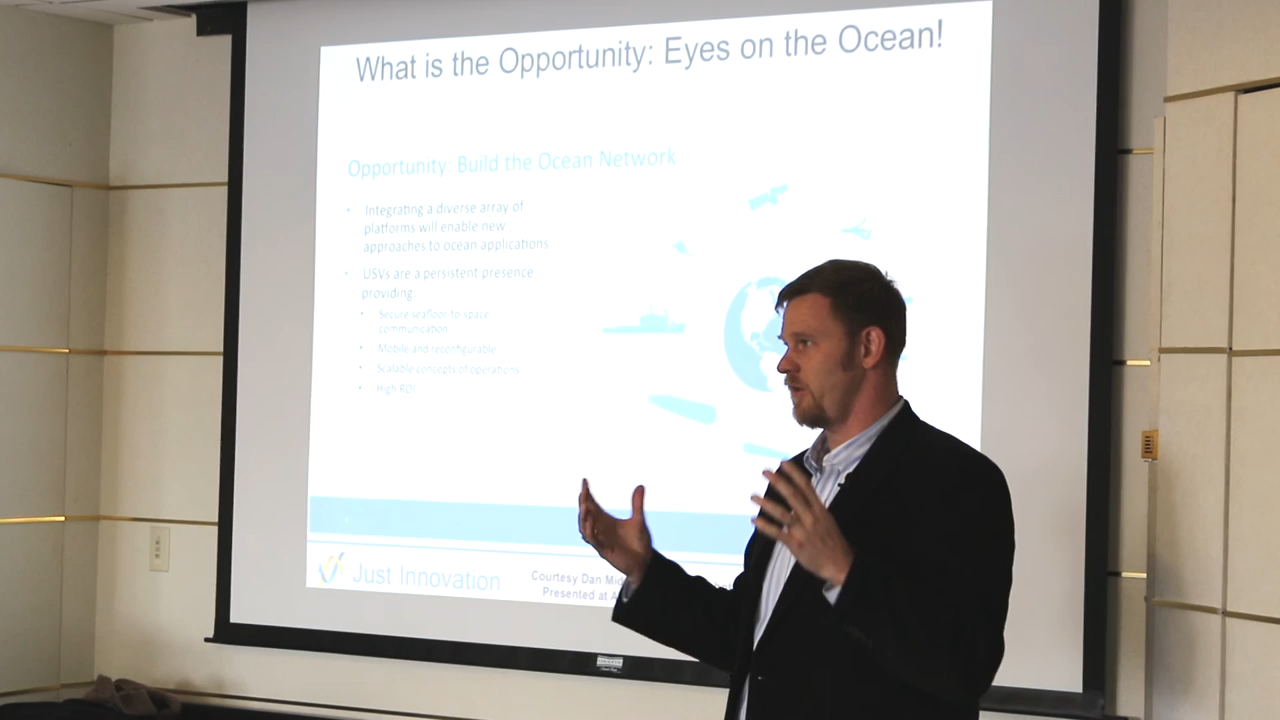 What is the Opportunity: Eyes on the Ocean!
Opportunity: Build the Ocean Network
• Integrating a diverse array of
platforms will enable new
approaches to ocean applications
• USVs are a persistent presence
providing:
• Secure seafloor to space
communication
• Mobile and reconfigurable
• Scalable concepts of operations
• High ROI
Just Innovation
Courtesy Dan
Presented at